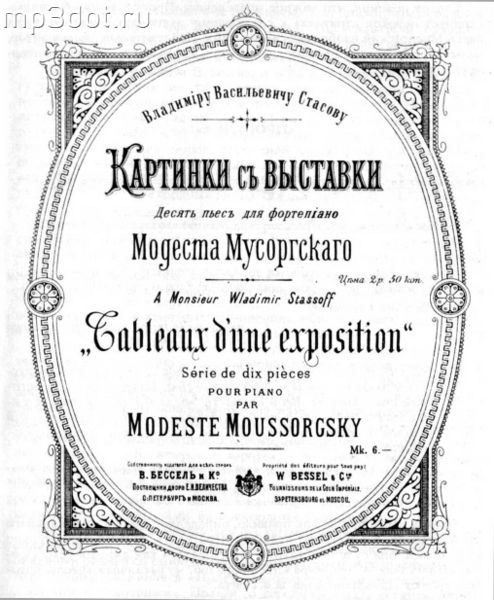 mp3dot.ru
Владиміру Васильевичу Стасову
Картинки съ выставки
Десять пьесъ для фортепіано
Модеста Мусоргскаго
Цѣна 2 р. 50 коп.
A Monsieur Wladimir Stassoff
„Tableaux d'une exposition“
Série de dix pièces
POUR PIANO
PAR
MODESTE MOUSSORGSKY
Mk. 6.—
Собственность издателей для всѣхъ странъ
Propriété des éditeurs pour tous pays
В. БЕССЕЛЬ и Ко.
W BESSEL & Cie
Поставщики двора Е.И.ВЕЛИЧЕСТВА
Fournisseurs de la Cour Imperiale.
С.ПЕТЕРБУРГЪ и МОСКВА.
S⁠t PETERSBOURG et MOSCOU.